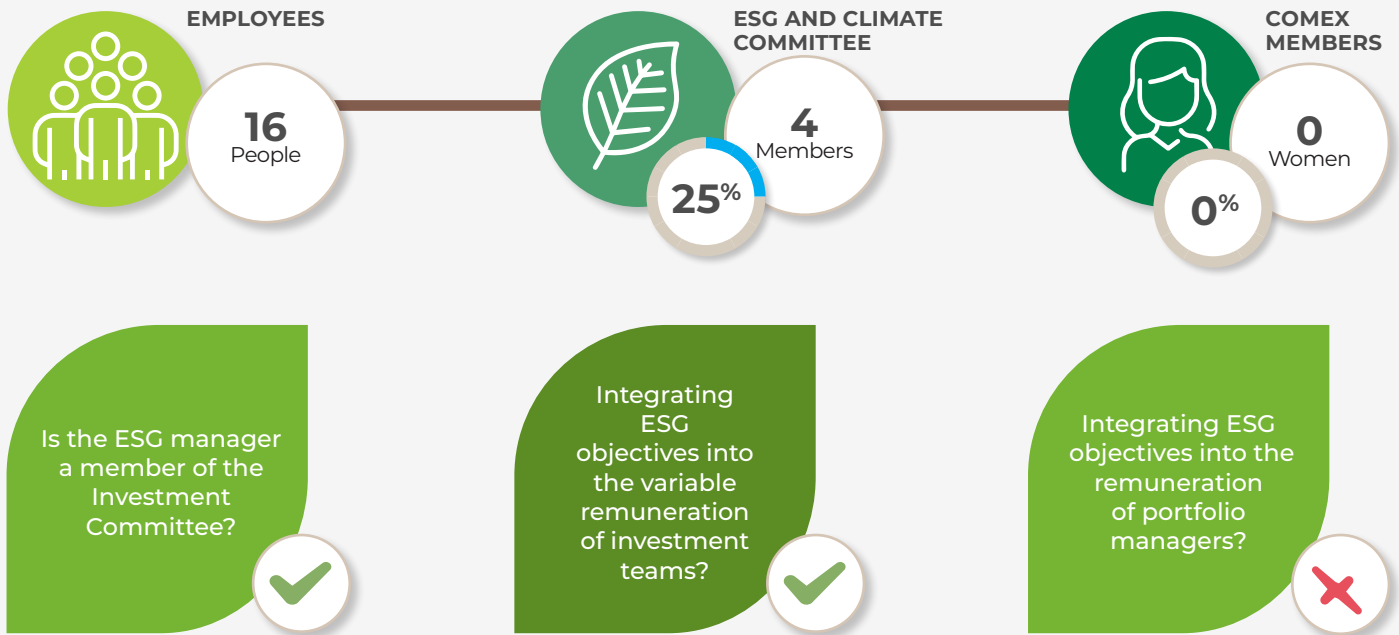 EMPLOYEES
16
People
ESG AND CLIMATE
COMMITTEE
4
Members
25%
COMEX
MEMBERS
0
Women
0%
Is the ESG manager
a member of the
Investment
Committee?
Integrating
ESG
objectives into
the variable
remuneration
of investment
teams?
Integrating ESG
objectives into the
remuneration
of portfolio
managers?